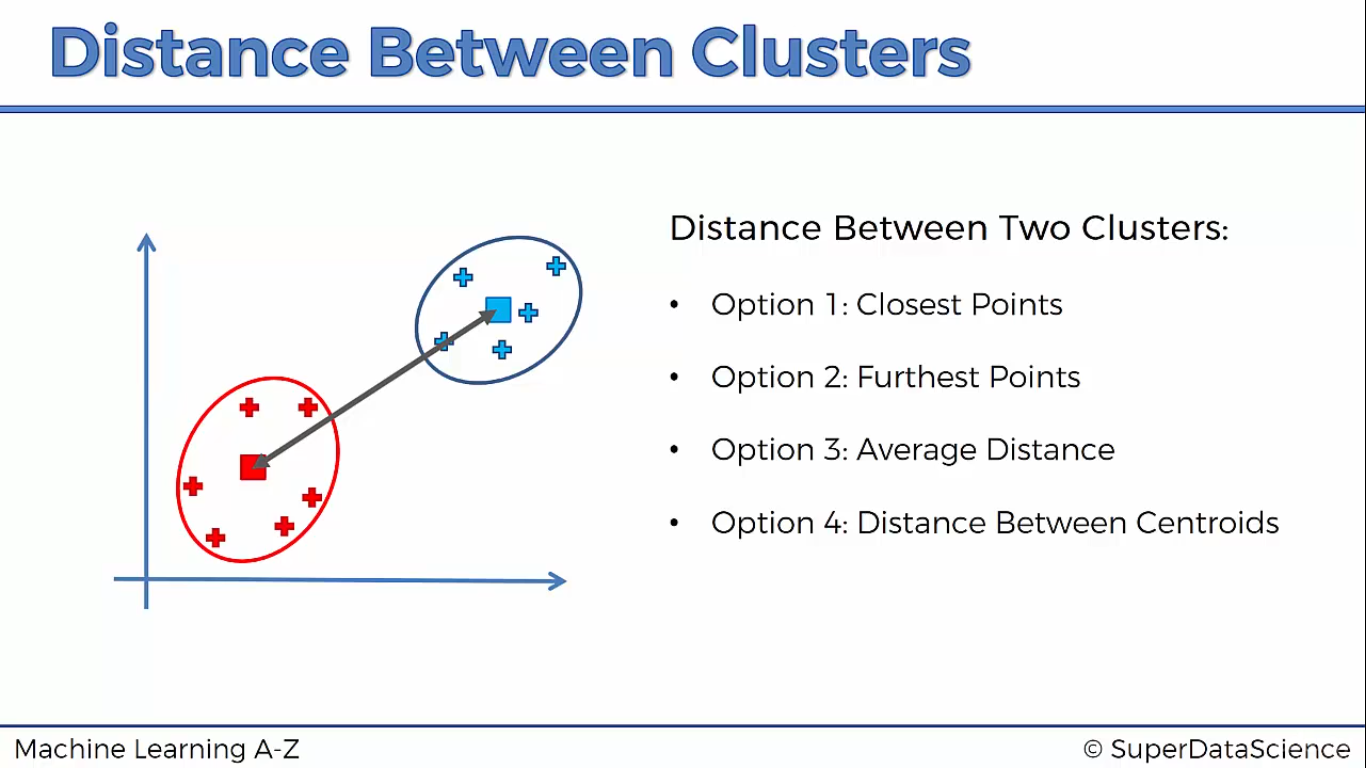 Distance Between Clusters
Distance Between Two Clusters:
• Option 1: Closest Points
• Option 2: Furthest Points
• Option 3: Average Distance
• Option 4: Distance Between Centroids
Machine Learning A-Z
© SuperDataScience